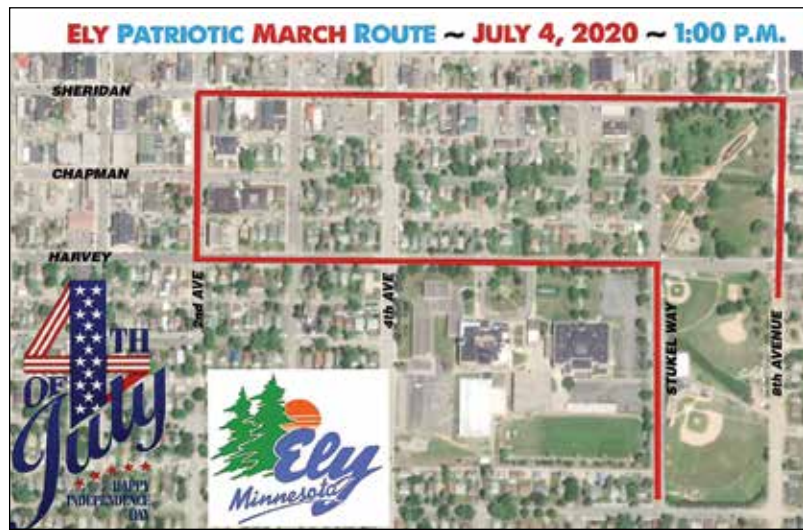 ELY PATRIOTIC MARCH ROUTE ~ JULY 4, 2020 ~ 1:00 P.M.
SHERIDAN
CHAPMAN
HARVEY
2nd AVE
4th AVE
STUKEL WAY
8th AVENUE
4TH
OF
July
HAPPY
INDEPENDENCE
DAY
Ely
Minnesota